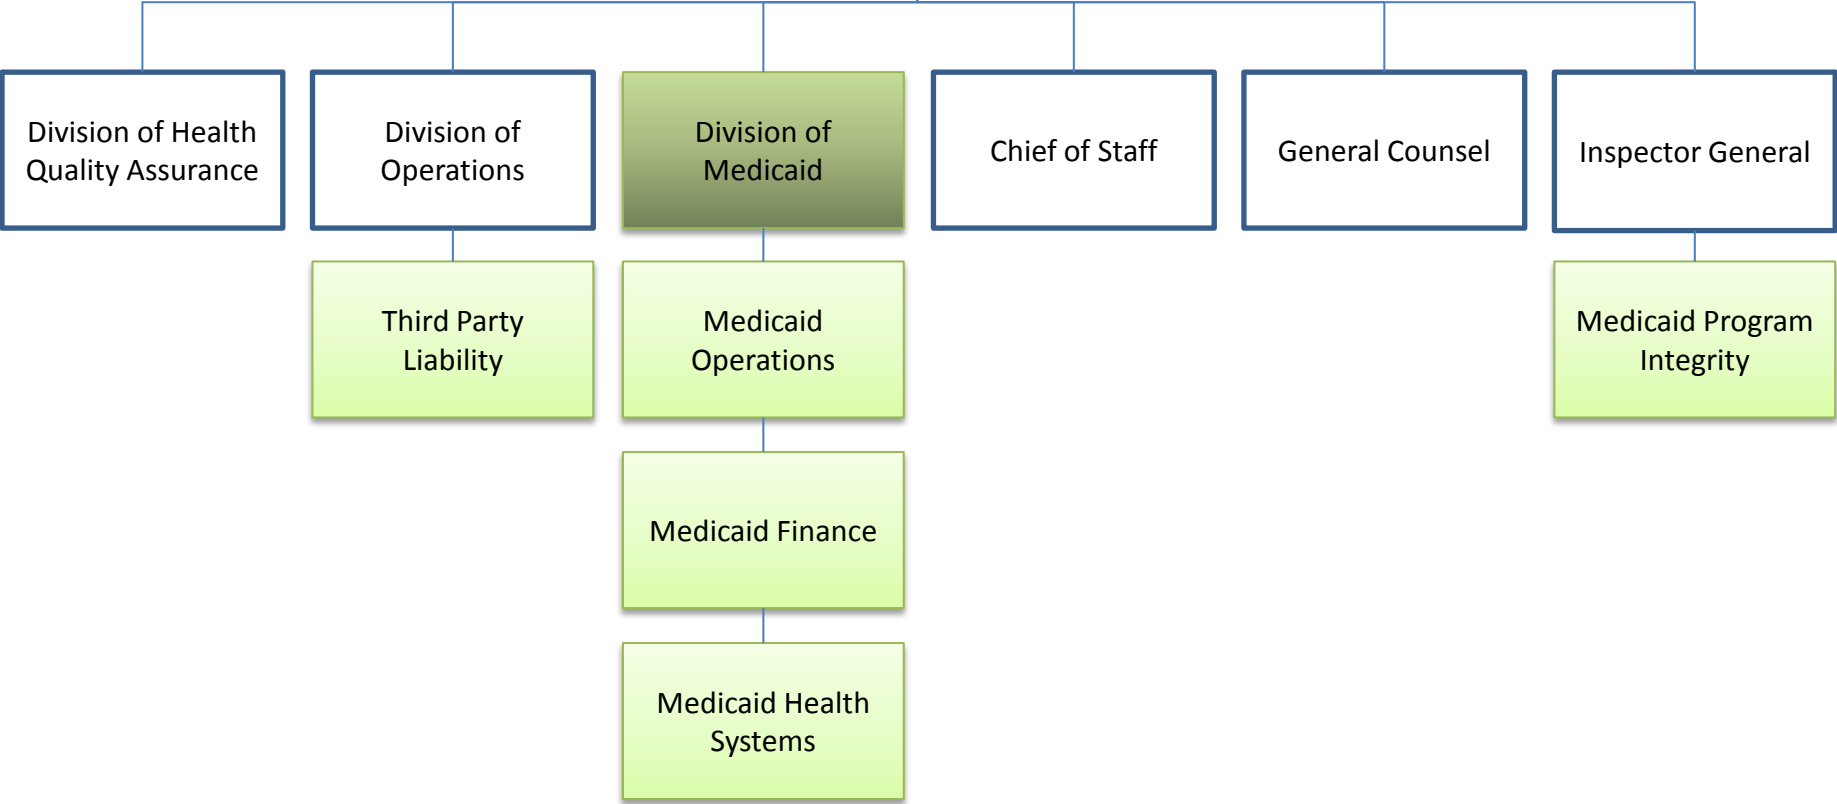 Division of Health
Quality Assurance
Division of
Operations
Division of
Medicaid
Chief of Staff
General Counsel
Inspector General
Third Party
Liability
Medicaid
Operations
Medicaid Program
Integrity
Medicaid Finance
Medicaid Health
Systems